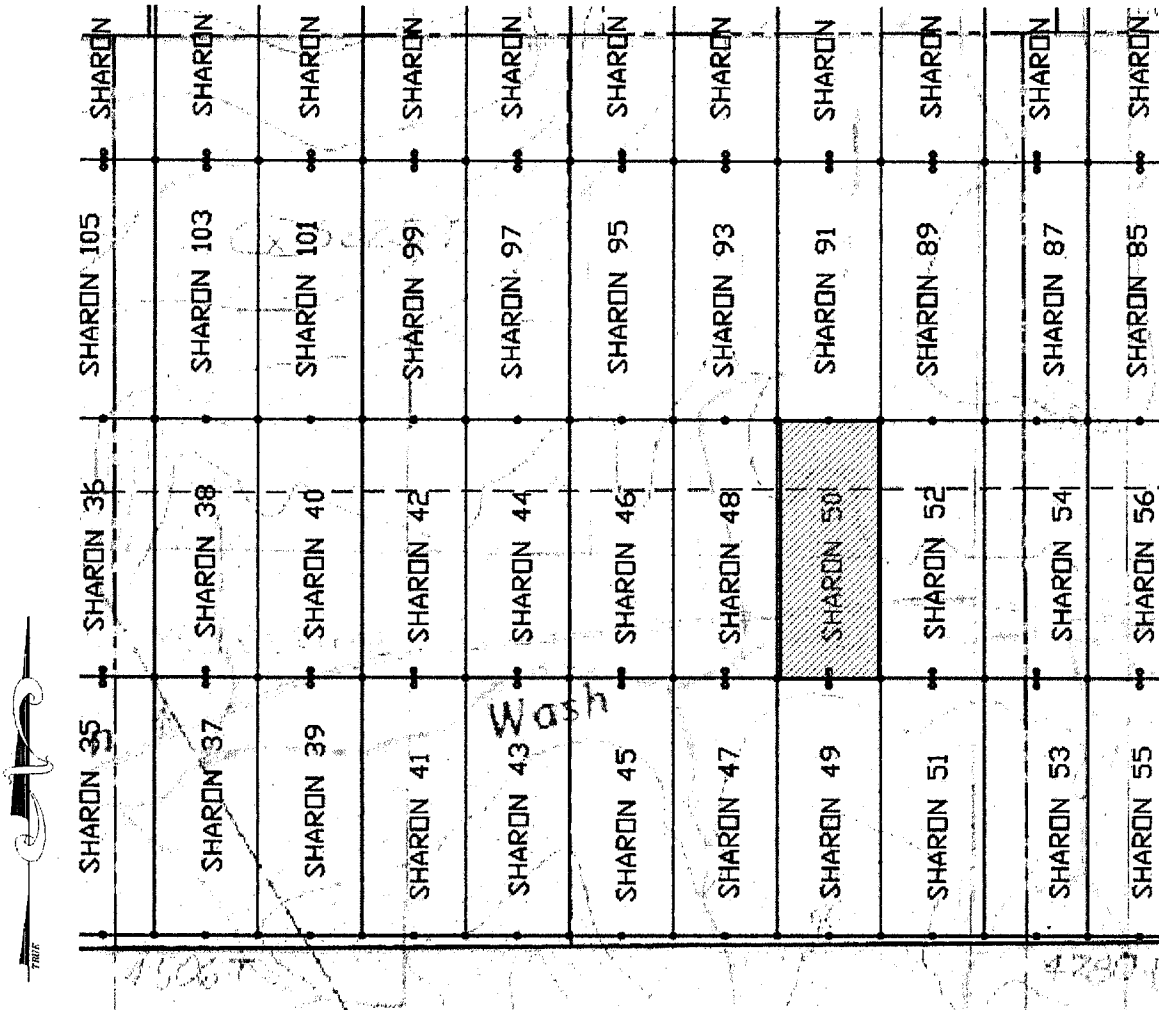 SHARON
SHARON
SHARON
SHARON
SHARON
SHARON
SHARON
SHARON
SHARON
SHARON
SHARON
SHARON 105
SHARON 103
SHARON 101
SHARON 99
SHARON 97
SHARON 95
SHARON 93
SHARON 91
SHARON 89
SHARON 87
SHARON 85
SHARON 36
SHARON 38
SHARON 40
SHARON 42
SHARON 44
SHARON 46
SHARON 48
SHARON 50
SHARON 52
SHARON 54
SHARON 56
Wash
SHARON 35
SHARON 37
SHARON 39
SHARON 41
SHARON 43
SHARON 45
SHARON 47
SHARON 49
SHARON 51
SHARON 53
SHARON 55
TRUE